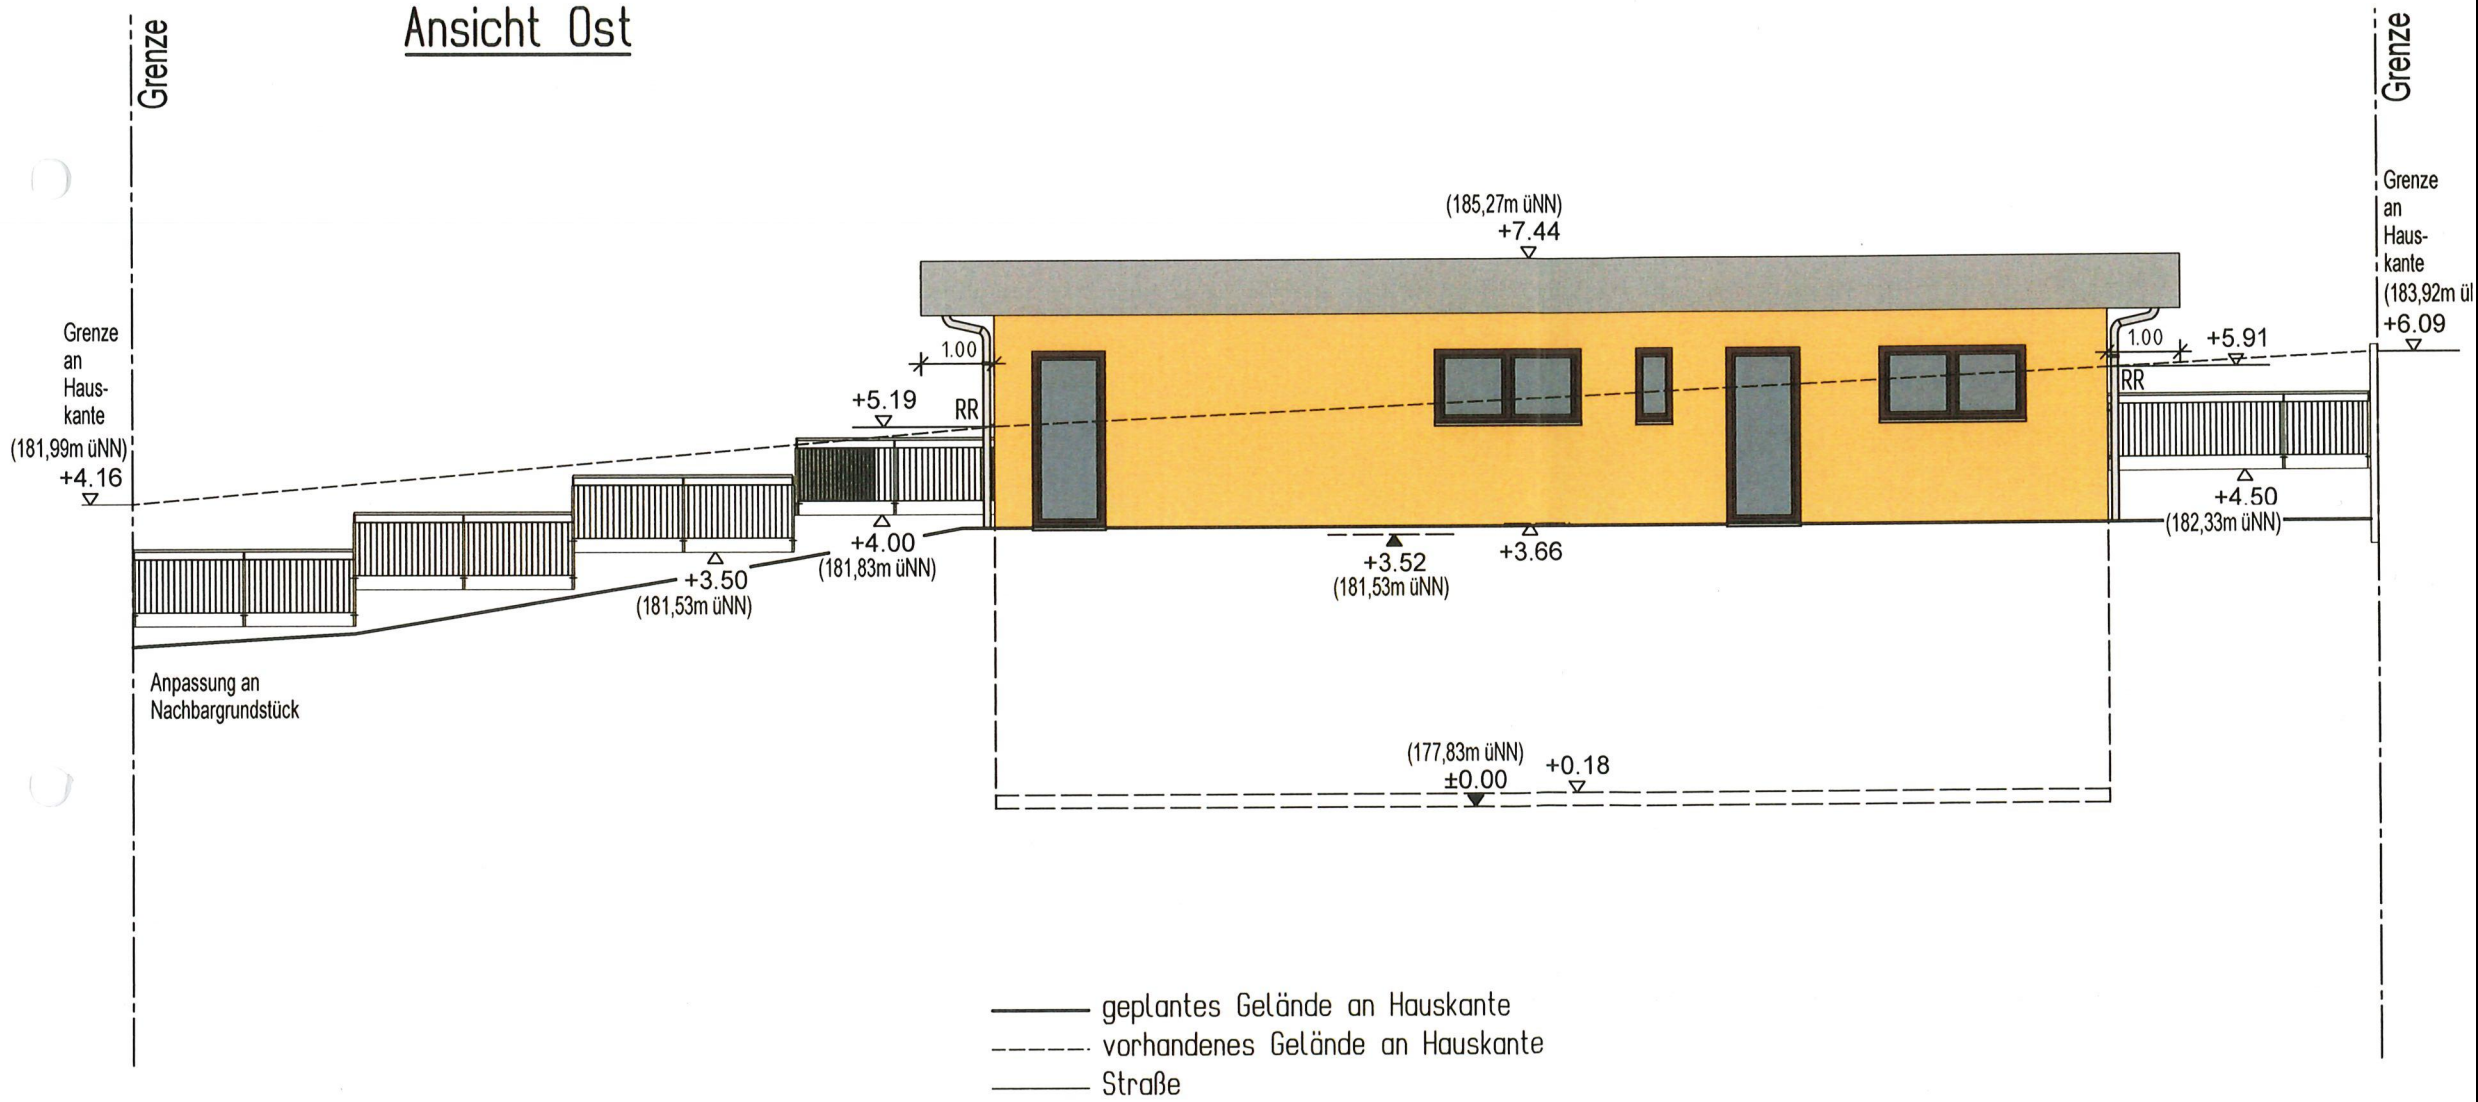 Ansicht Ost
Grenze
Grenze
Grenze
an
Haus-
kante
(181,99m üNN)
+4.16
Grenze
an
Haus-
kante
(183,92m ül
+6.09
(185,27m üNN)
+7.44
1.00
+5.19
RR
1.00
+5.91
RR
+4.50
(182,33m üNN)
+4.00
(181,83m üNN)
+3.50
(181,53m üNN)
+3.52
(181,53m üNN)
+3.66
Anpassung an
Nachbargrundstück
(177,83m üNN)
±0.00
+0.18
geplantes Gelände an Hauskante
vorhandenes Gelände an Hauskante
Straße